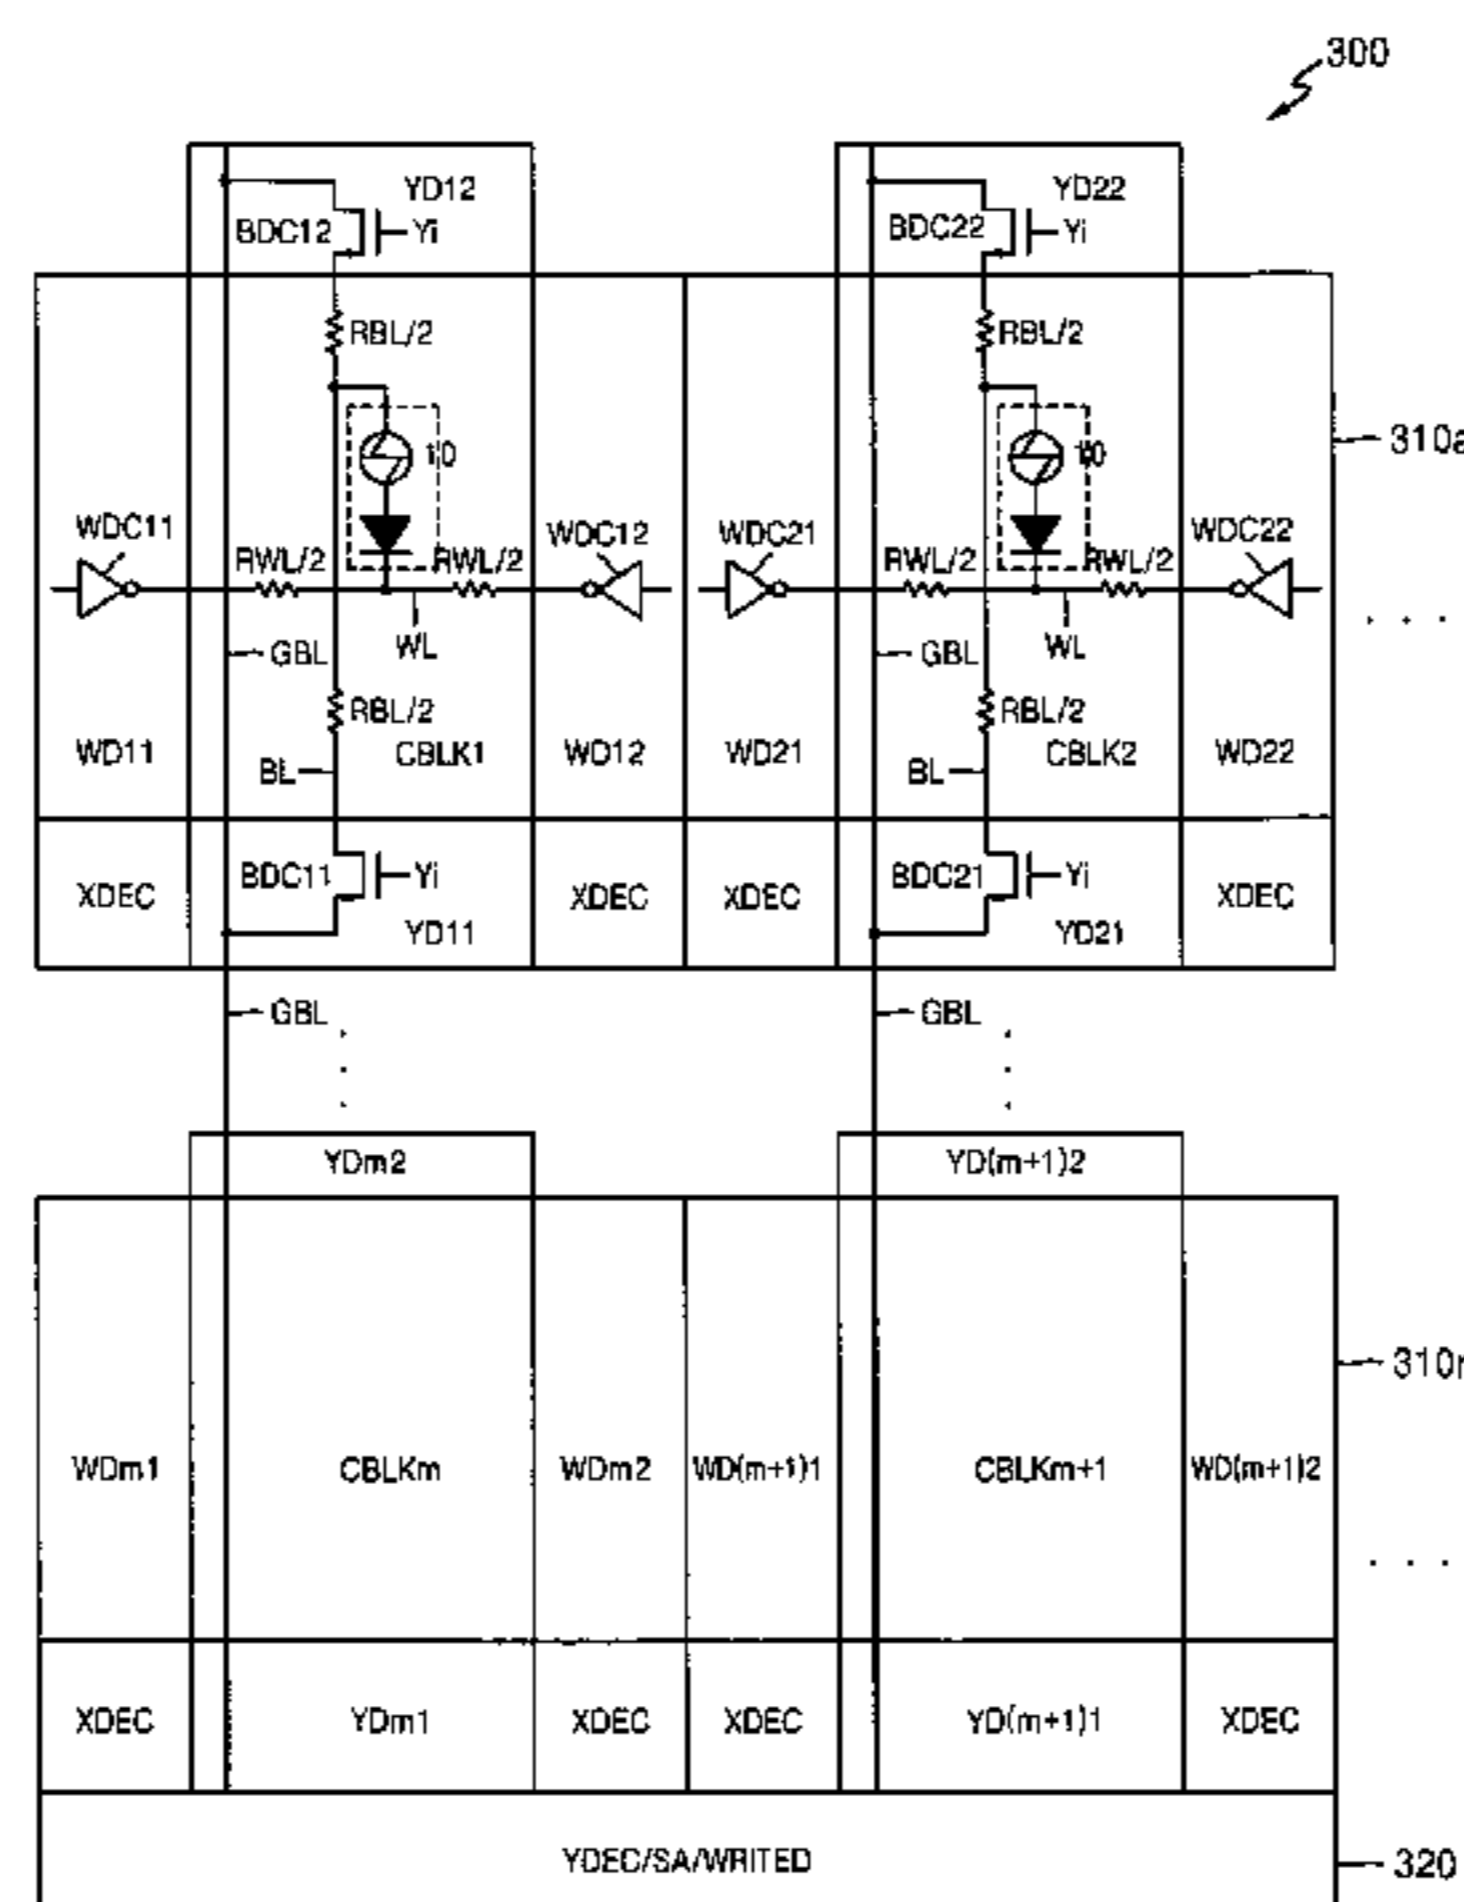 300
YD12 YD22
BDC12 Yi BDC22 Yi
RBL/2 RBL/2
310a
WDC11 WDC12 WDC21 WDC22
RWL/2 RWL/2 RWL/2 RWL/2
GBL WL GBL WL
RBL/2 RBL/2
WD11 BL CBLK1 WD12 WD21 BL CBLK2 WD22
XDEC BDC11 Yi XDEC XDEC BDC21 Yi XDEC
YD11 YD21
GBL GBL
YDm2 YD(m+1)2
WDm1 CBLKm WDm2 WD(m+1)1 CBLKm+1 WD(m+1)2
XDEC YDm1 XDEC XDEC YD(m+1)1 XDEC
YDEC/SA/WRITED 320